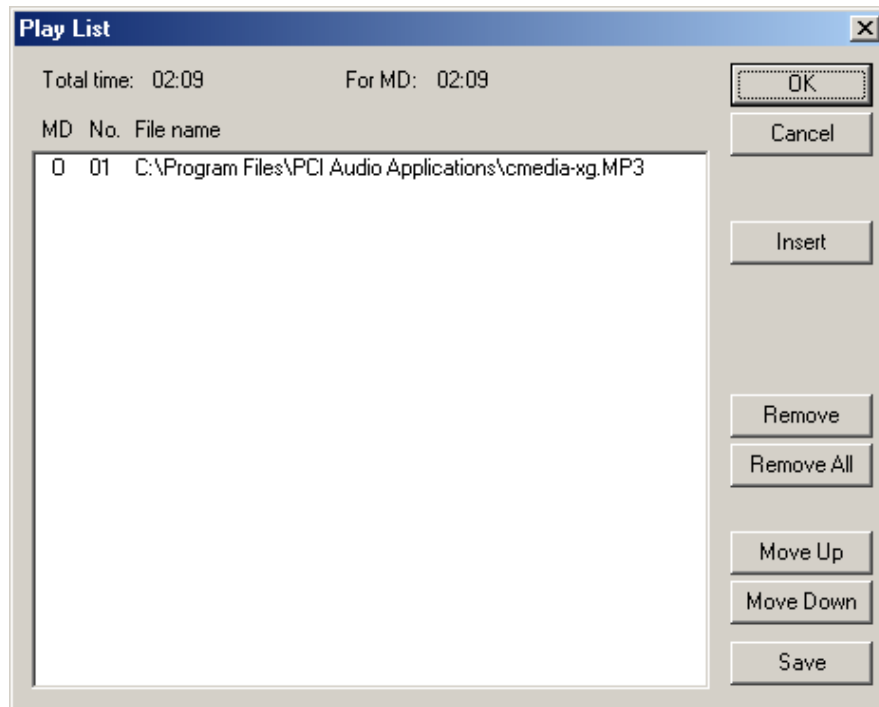 Play List
Total time: 02:09 For MD: 02:09
OK
Cancel
MD No. File name
O 01 C:\Program Files\PCI Audio Applications\cmedia-xg.MP3
Insert
Remove
Remove All
Move Up
Move Down
Save